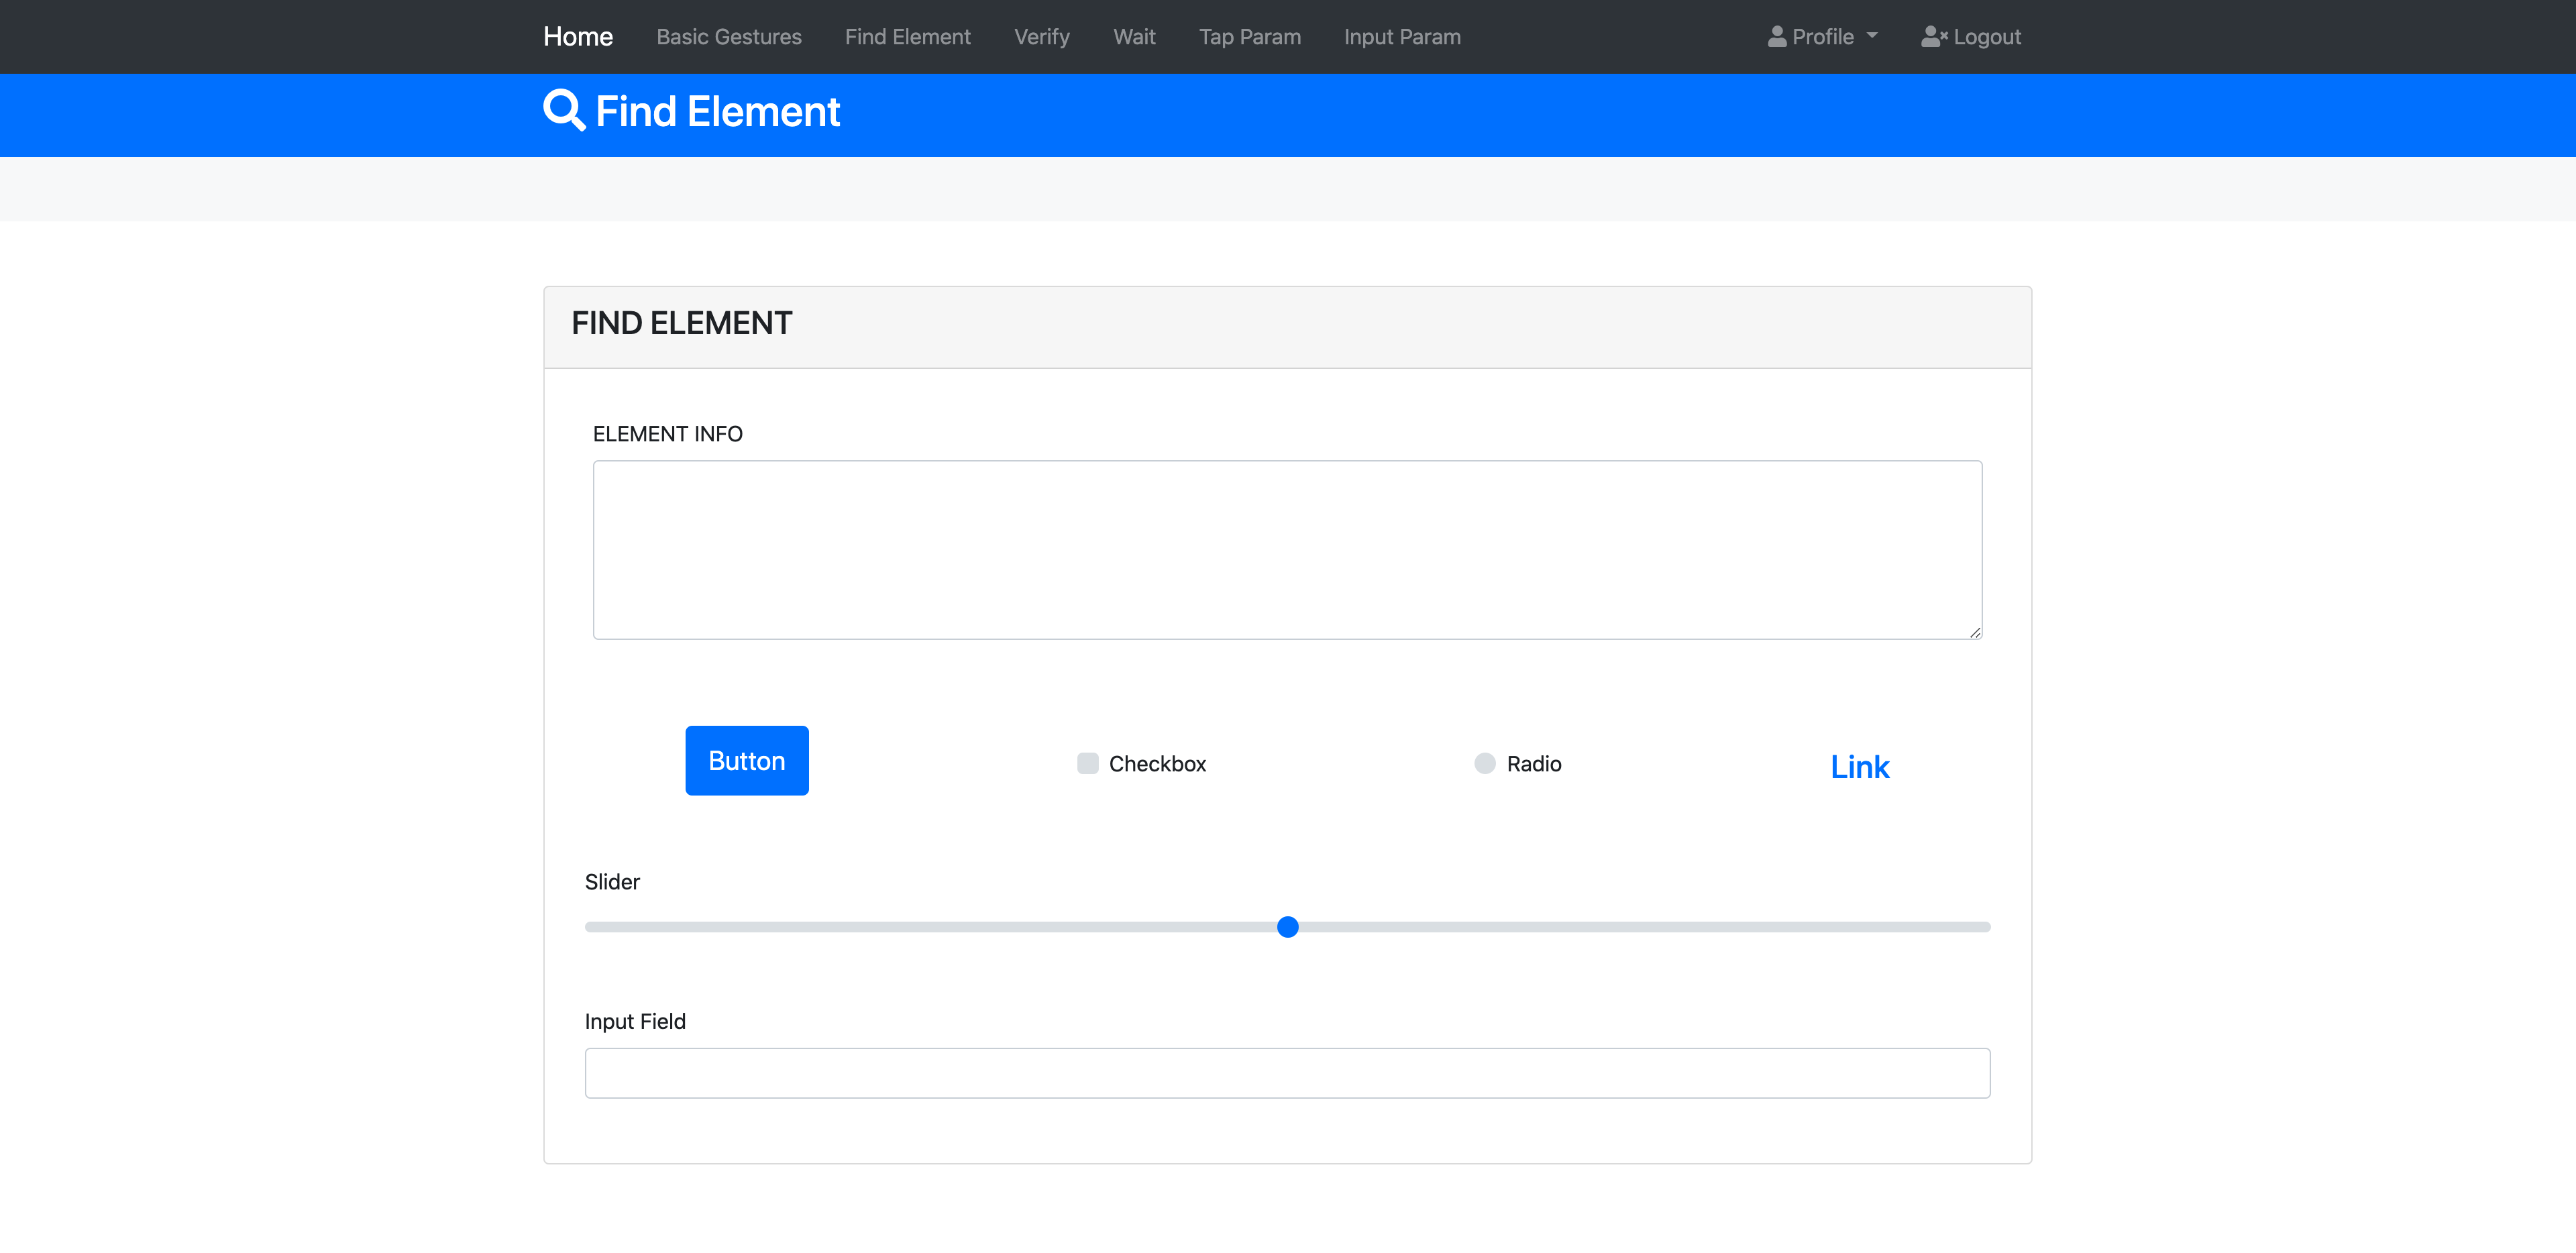 Home Basic Gestures Find Element Verify Wait Tap Param Input Param Profile Logout
Find Element
FIND ELEMENT
ELEMENT INFO
Button Checkbox Radio Link
Slider
Input Field